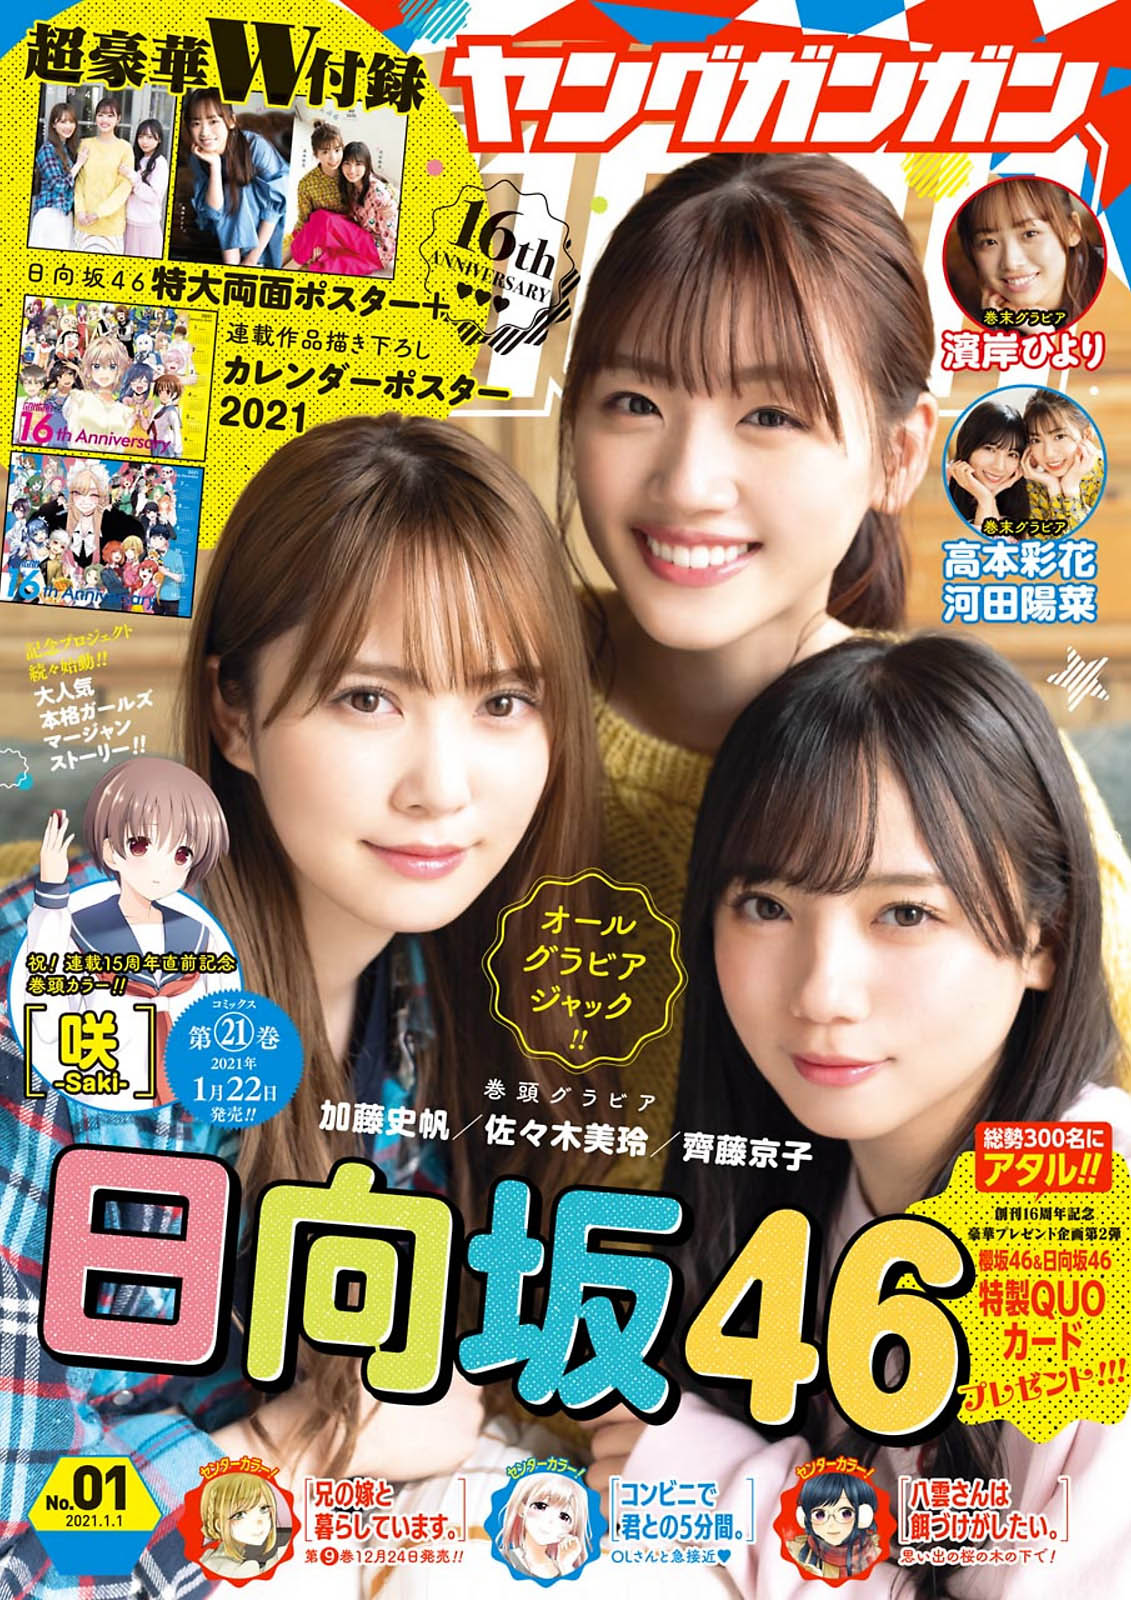 超豪華W付録
ヤングガンガン
16th
ANNIVERSARY
日向坂46 特大両面ポスター+
連載作品描き下ろし
カレンダーポスター
2021
16th Anniversary
16th Anniversary
巻末グラビア
濱岸ひより
巻末グラビア
高本彩花
河田陽菜
記念プロジェクト
続々始動!!
大人気
本格ガールズ
マージャン
ストーリー!!
祝! 連載15周年直前記念
巻頭カラー!!
[咲]
-Saki-
コミックス
第㉑巻
2021年
1月22日
発売!!
オール
グラビア
ジャック
!!
巻頭グラビア
加藤史帆/佐々木美玲/齊藤京子
日向坂46
総勢300名に
アタル!!
創刊16周年記念
豪華プレゼント企画第2弾
櫻坂46&日向坂46
特製QUO
カード
プレゼント!!!
No.01
2021.1.1
センターカラー!
[兄の嫁と
暮らしています。]
第❾巻12月24日発売!!
センターカラー!
[コンビニで
君との5分間。]
OLさんと急接近♥
センターカラー!
[八雲さんは
餌づけがしたい。]
思い出の桜の木の下で!